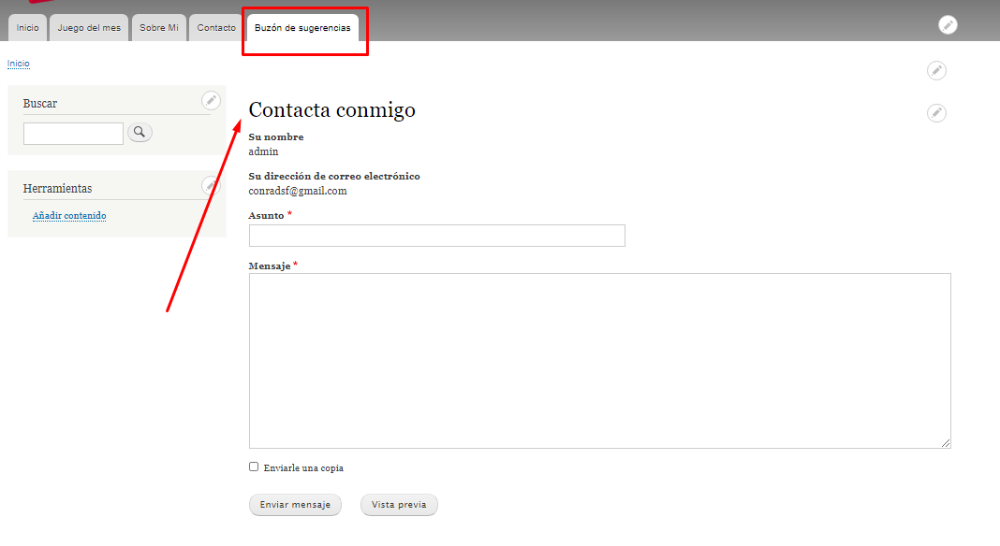 Inicio
Juego del mes
Sobre Mi
Contacto
Buzón de sugerencias
Inicio
Buscar
Herramientas
Añadir contenido
Contacta conmigo
Su nombre
admin
Su dirección de correo electrónico
conradsf@gmail.com
Asunto *
Mensaje *
Enviarle una copia
Enviar mensaje
Vista previa